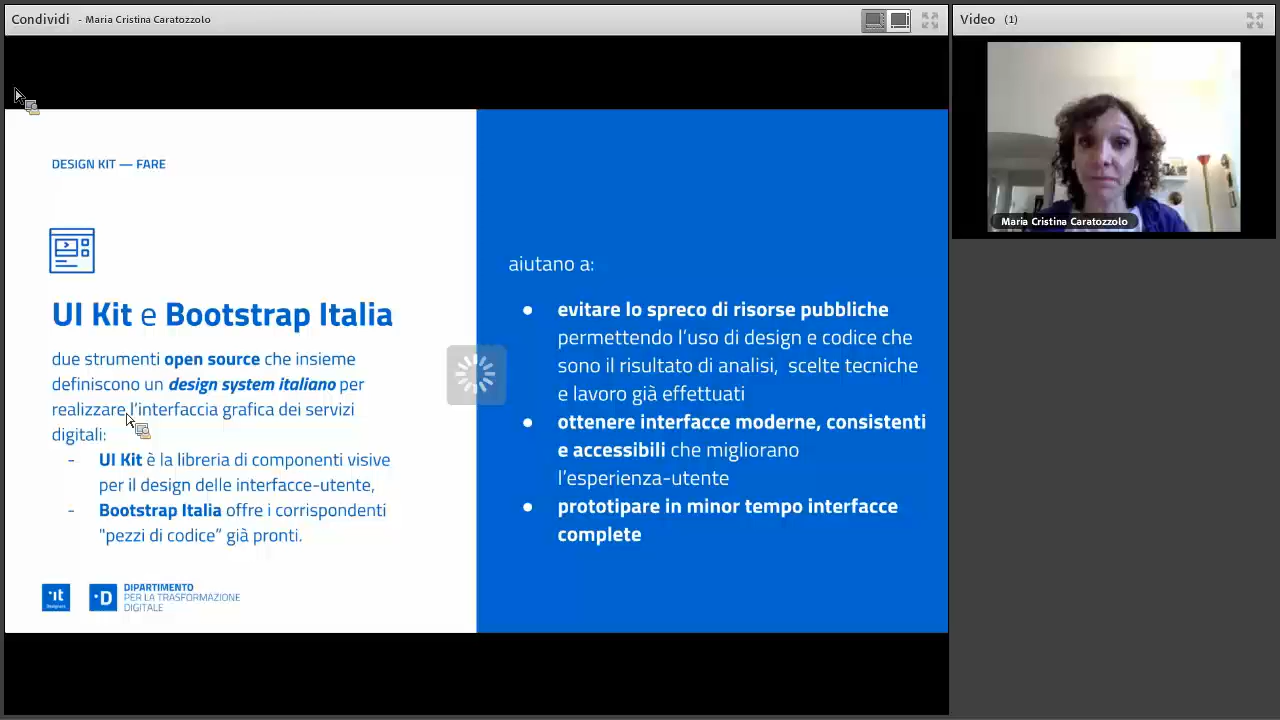 Condividi - Maria Cristina Caratozzolo
Video (1)
Maria Cristina Caratozzolo
DESIGN KIT — FARE
UI Kit e Bootstrap Italia
due strumenti open source che insieme
definiscono un design system italiano per
realizzare l’interfaccia grafica dei servizi
digitali:
- UI Kit è la libreria di componenti visive
per il design delle interfacce-utente,
- Bootstrap Italia offre i corrispondenti
"pezzi di codice” già pronti.
.it
Designers
.D
DIPARTIMENTO
PER LA TRASFORMAZIONE
DIGITALE
aiutano a:
● evitare lo spreco di risorse pubbliche
permettendo l’uso di design e codice che
sono il risultato di analisi, scelte tecniche
e lavoro già effettuati
● ottenere interfacce moderne, consistenti
e accessibili che migliorano
l’esperienza-utente
● prototipare in minor tempo interfacce
complete